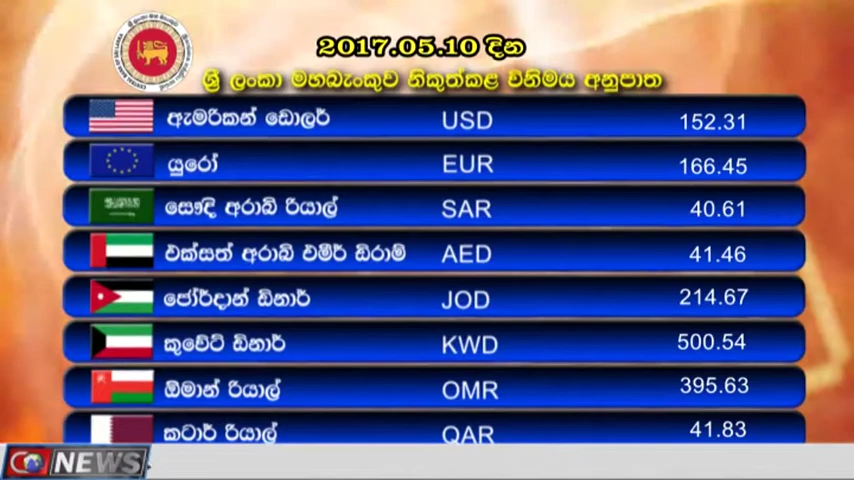 2017.05.10 දින
ශ්‍රී ලංකා මහබැංකුව නිකුත්කළ විනිමය අනුපාත
ඇමරිකන් ඩොලර් USD 152.31
යුරෝ EUR 166.45
සෞදි අරාබි රියාල් SAR 40.61
එක්සත් අරාබි එමීර් ඩිරාම් AED 41.46
ජෝර්දාන් ඩිනාර් JOD 214.67
කුවේට් ඩිනාර් KWD 500.54
ඕමාන් රියාල් OMR 395.63
කටාර් රියාල් QAR 41.83
NEWS